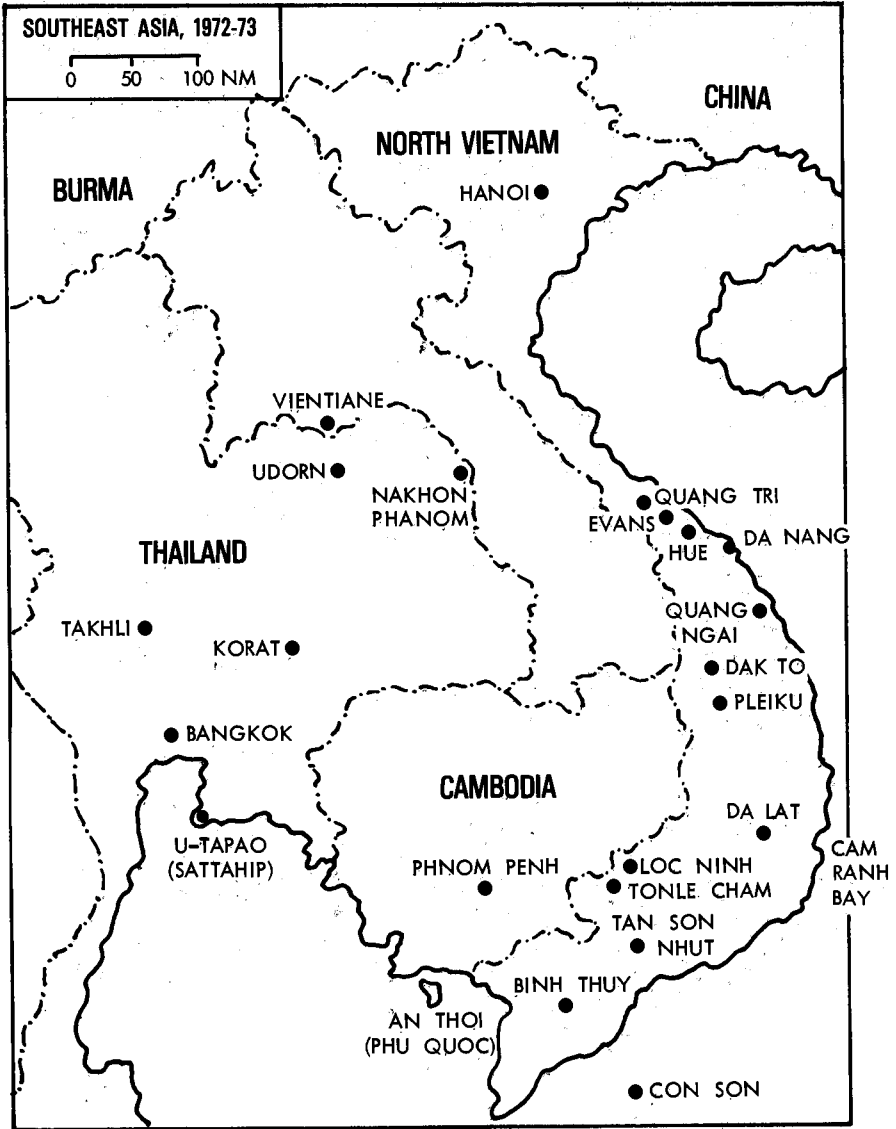 SOUTHEAST ASIA, 1972-73
0 50 100 NM
CHINA
NORTH VIETNAM
BURMA
HANOI
VIENTIANE
UDORN
NAKHON
PHANOM
QUANG TRI
EVANS
HUE
DA NANG
THAILAND
QUANG
NGAI
TAKHLI
KORAT
DAK TO
PLEIKU
BANGKOK
CAMBODIA
DA LAT
U-TAPAO
(SATTAHIP)
CAM
RANH
BAY
PHNOM PENH
LOC NINH
TONLE CHAM
TAN SON
NHUT
BINH THUY
AN THOI
(PHU QUOC)
CON SON